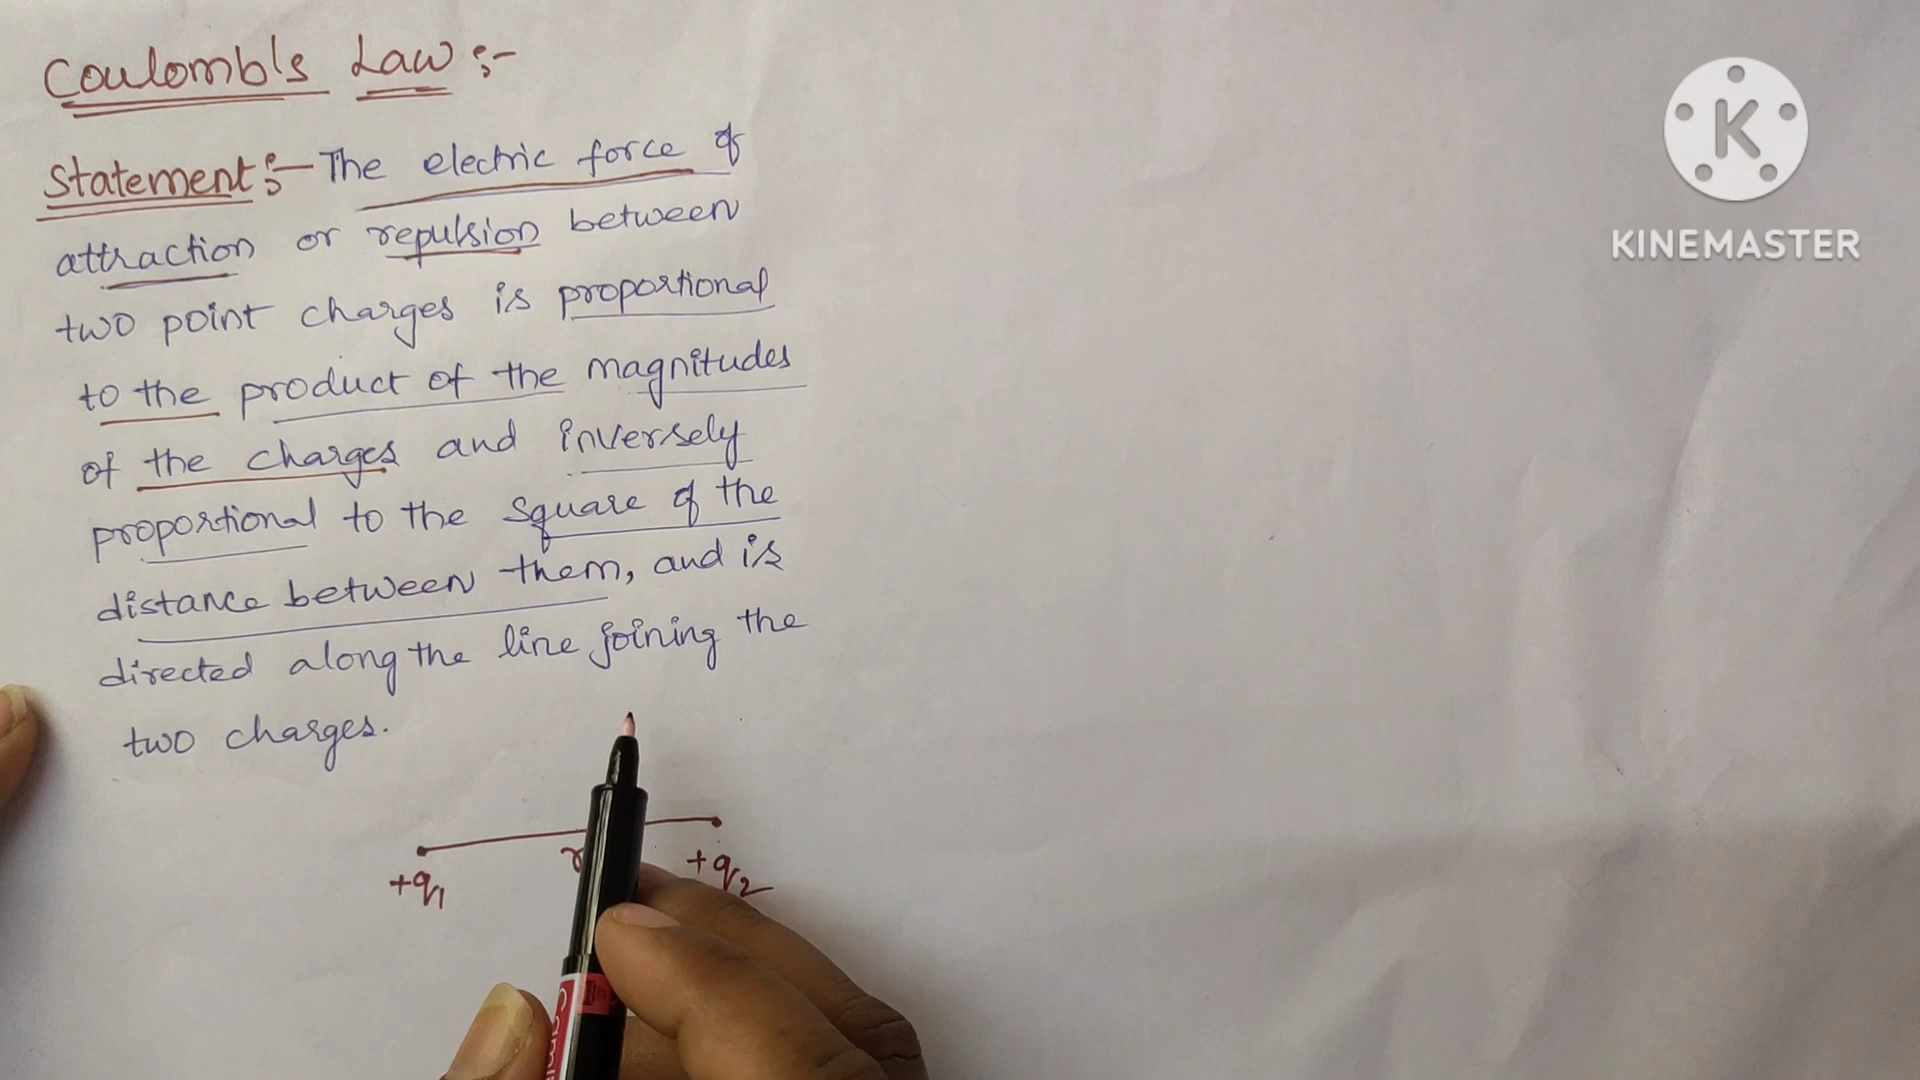 Coulomb's Law :-
Statement :- The electric force of
attraction or repulsion between
two point charges is proportional
to the product of the magnitudes
of the charges and inversely
proportional to the square of the
distance between them, and is
directed along the line joining the
two charges.
+q1 r +q2
K
KINEMASTER